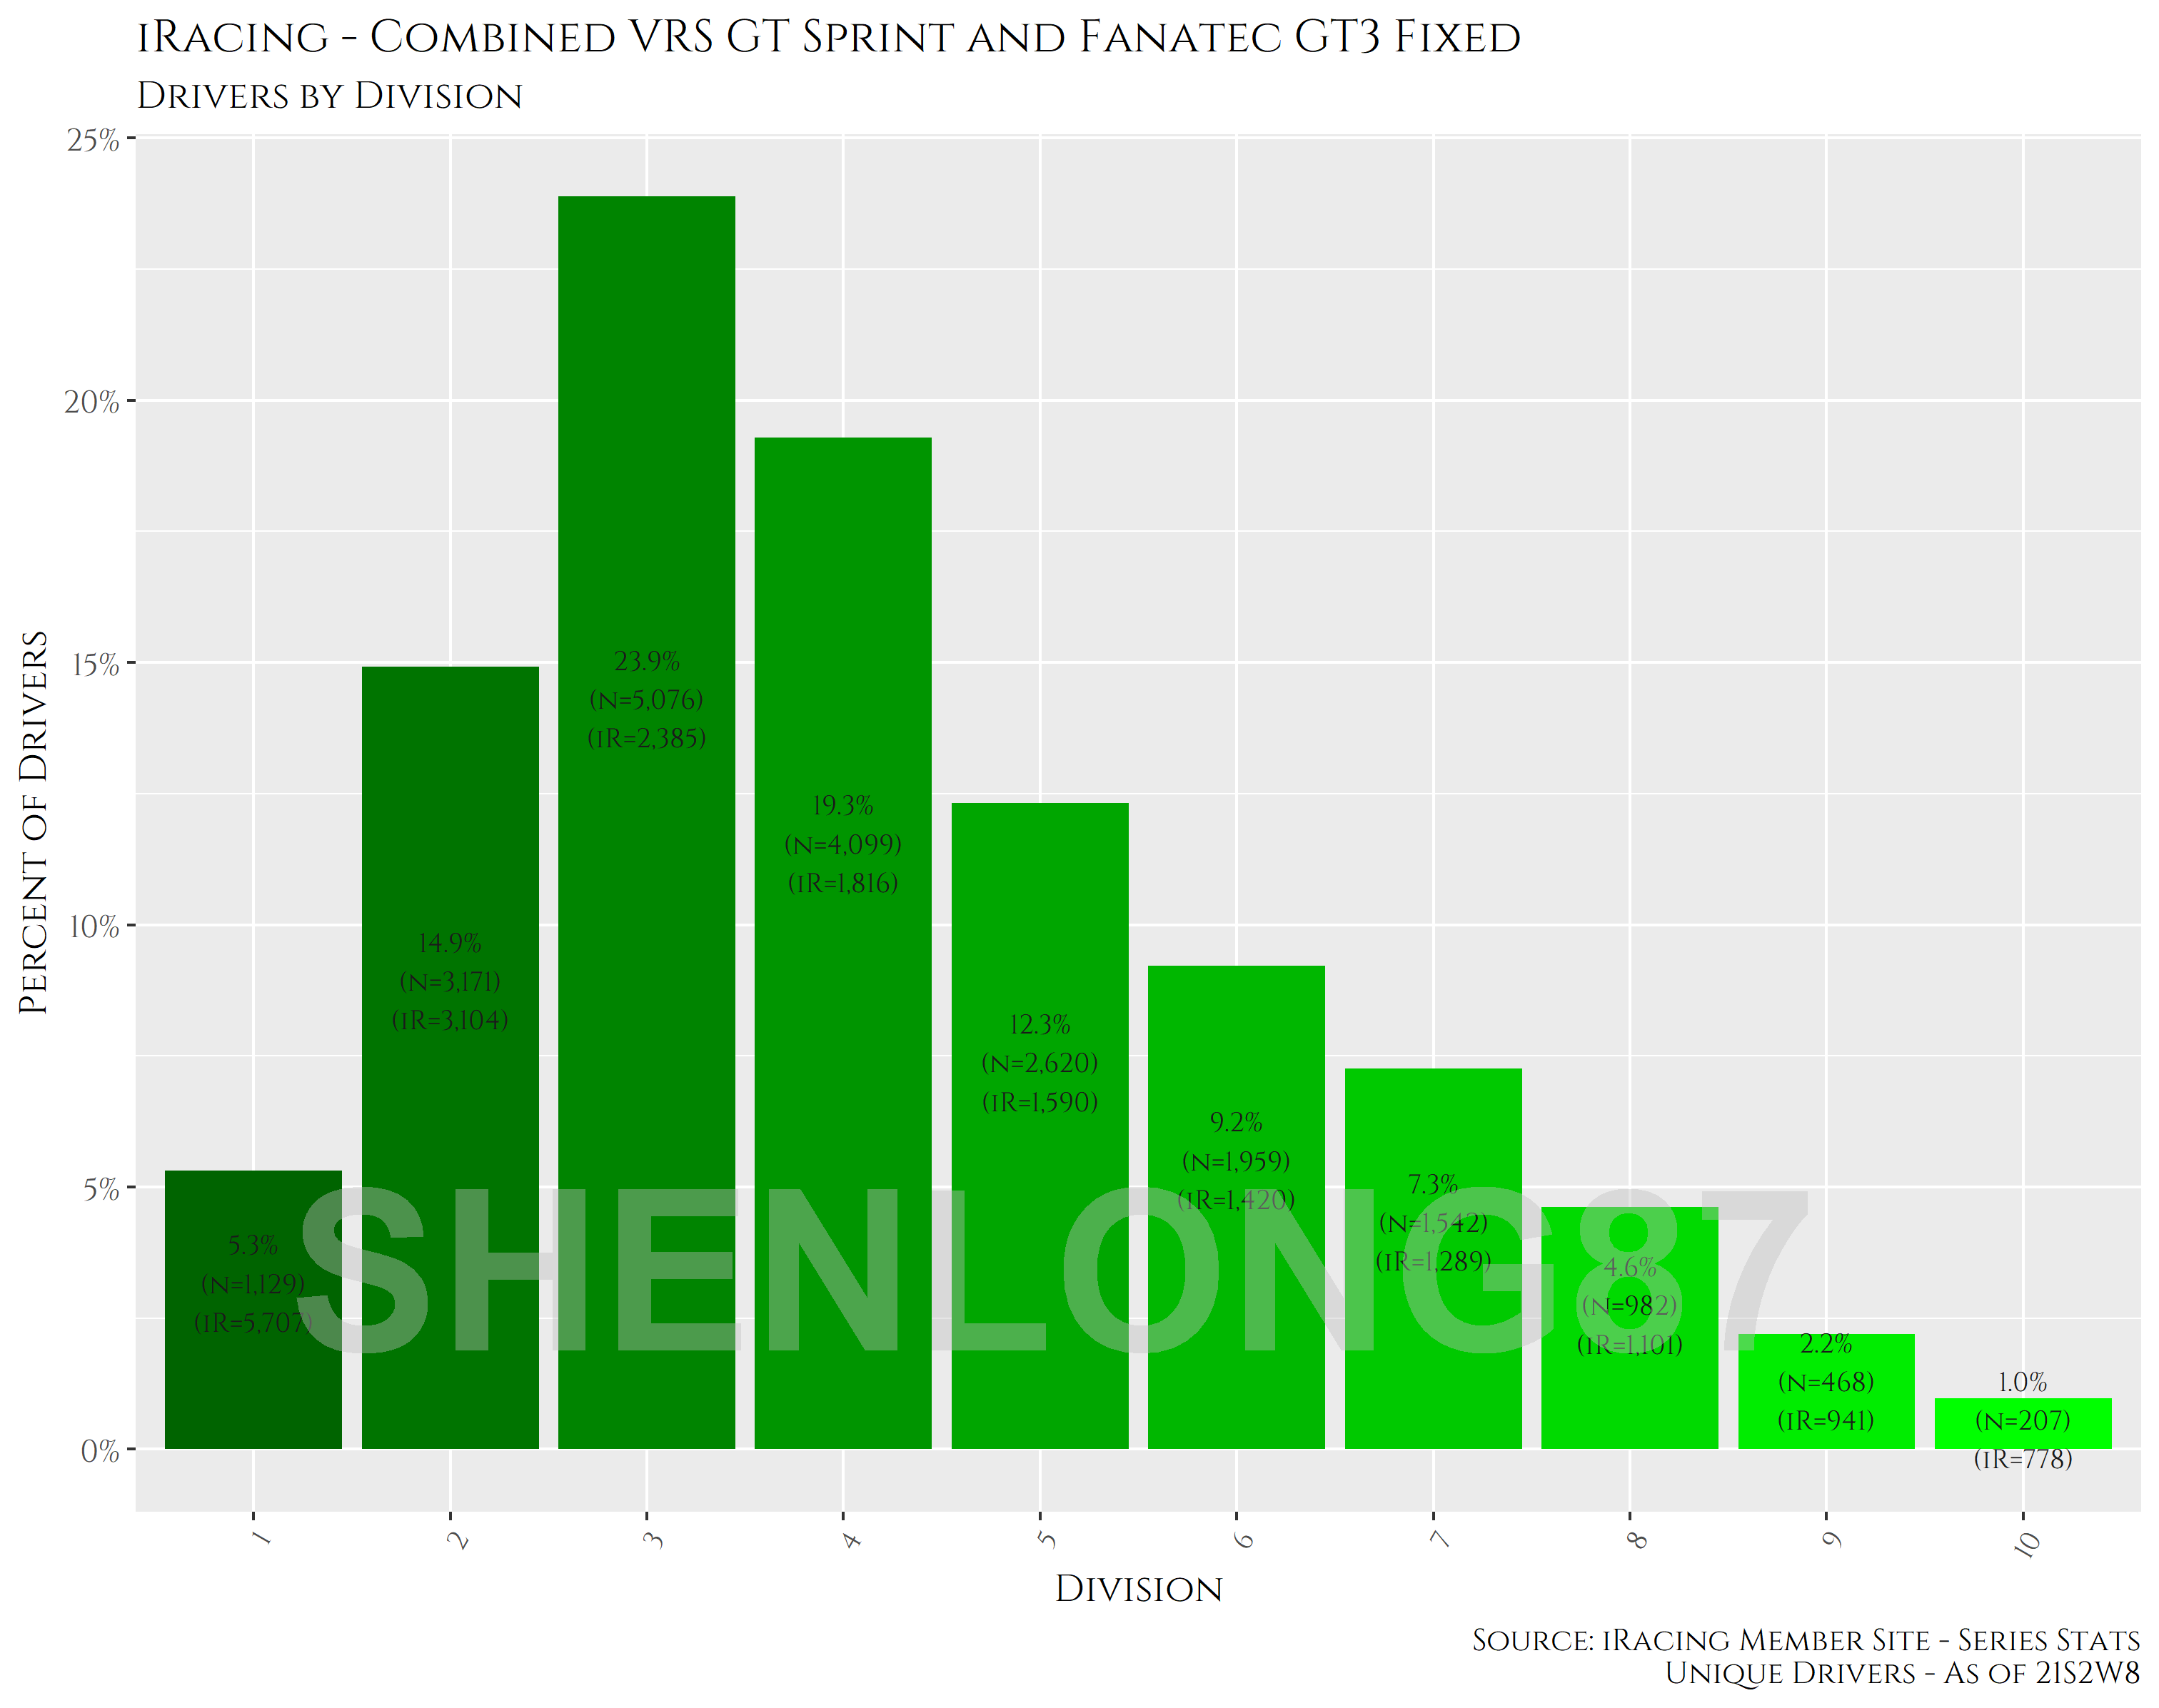 iRacing - Combined VRS GT Sprint and Fanatec GT3 Fixed
Drivers by Division
Percent of Drivers
25%
20%
15%
10%
5%
0%
5.3%
(n=1,129)
(iR=5,707)
14.9%
(n=3,171)
(iR=3,104)
23.9%
(n=5,076)
(iR=2,385)
19.3%
(n=4,099)
(iR=1,816)
12.3%
(n=2,620)
(iR=1,590)
9.2%
(n=1,959)
(iR=1,420)
7.3%
(n=1,542)
(iR=1,289)
4.6%
(n=982)
(iR=1,101)
2.2%
(n=468)
(iR=941)
1.0%
(n=207)
(iR=778)
SHENLONG87
1 2 3 4 5 6 7 8 9 10
Division
Source: iRacing Member Site - Series Stats
Unique Drivers - As of 21S2W8